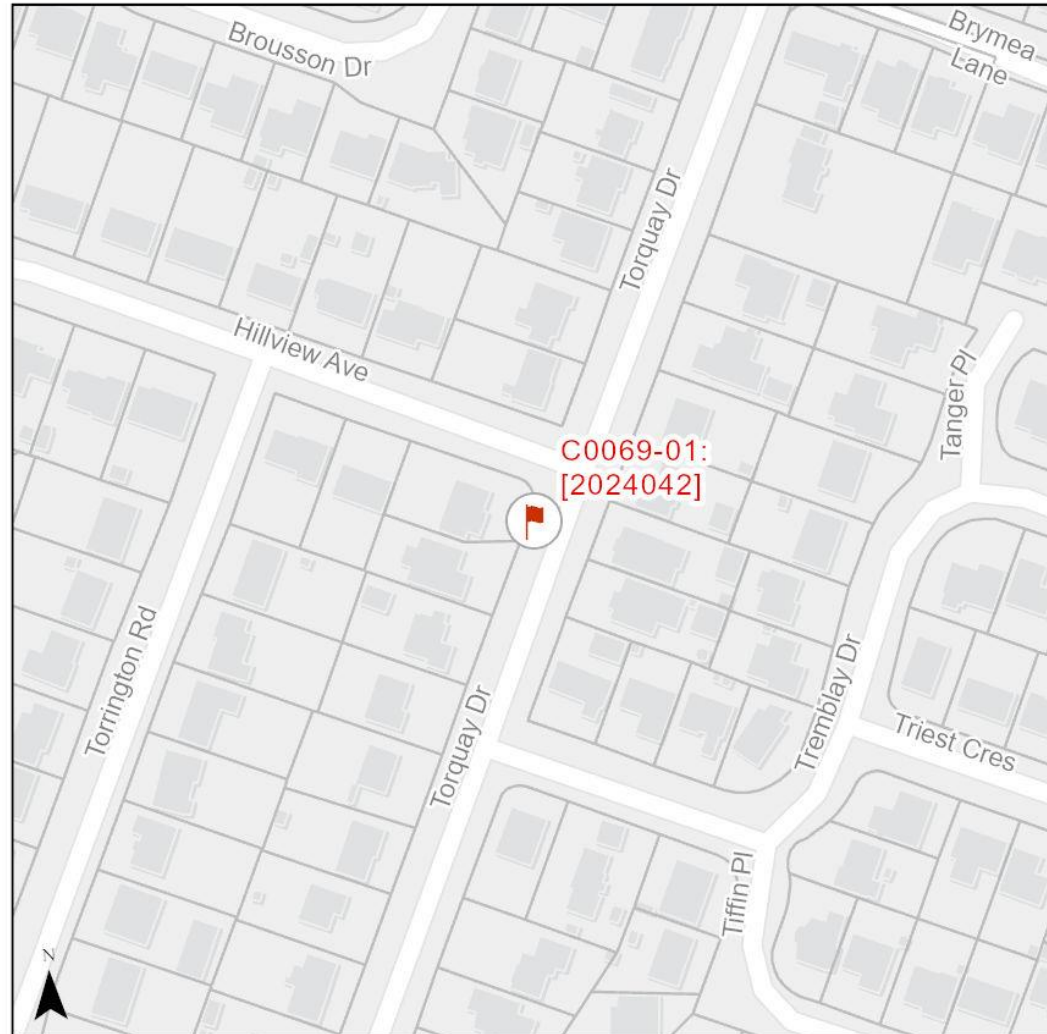 Brousson Dr
Brymea
Lane
Torquay Dr
Hillview Ave
Tanger Pl
C0069-01:
[2024042]
Torrington Rd
Torquay Dr
Tremblay Dr
Triest Cres
Tiffin Pl
N